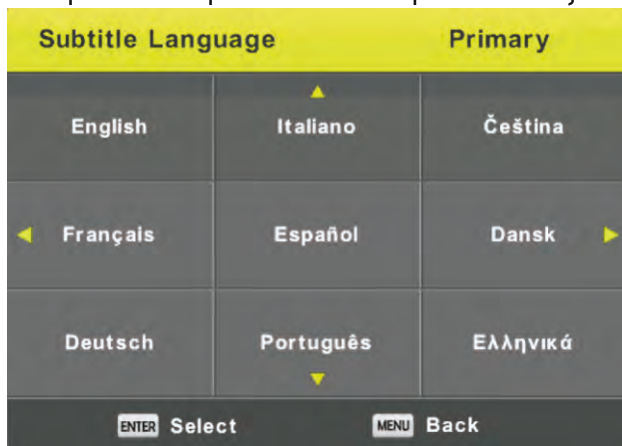 Subtitle Language Primary
English Italiano Čeština
Français Español Dansk
Deutsch Português Ελληνικά
ENTER Select MENU Back